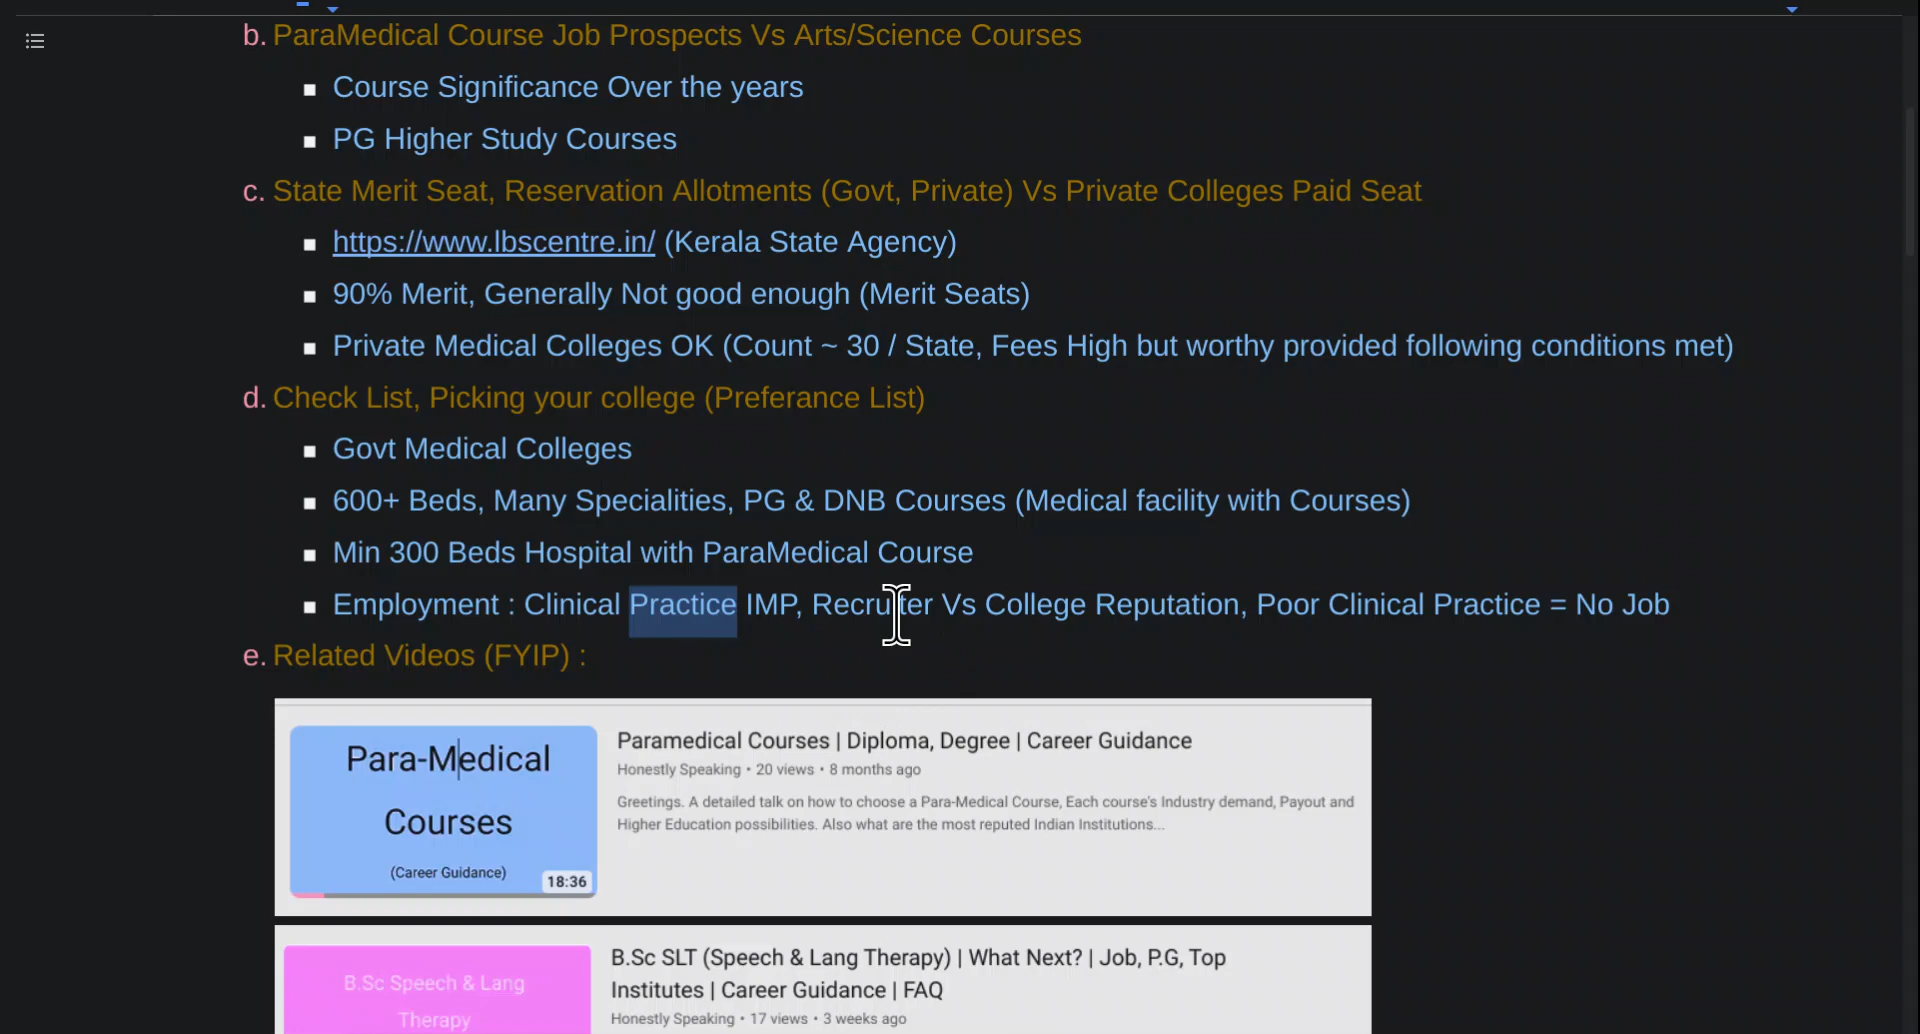 b. ParaMedical Course Job Prospects Vs Arts/Science Courses
Course Significance Over the years
PG Higher Study Courses
c. State Merit Seat, Reservation Allotments (Govt, Private) Vs Private Colleges Paid Seat
https://www.lbscentre.in/ (Kerala State Agency)
90% Merit, Generally Not good enough (Merit Seats)
Private Medical Colleges OK (Count ~ 30 / State, Fees High but worthy provided following conditions met)
d. Check List, Picking your college (Preferance List)
Govt Medical Colleges
600+ Beds, Many Specialities, PG & DNB Courses (Medical facility with Courses)
Min 300 Beds Hospital with ParaMedical Course
Employment : Clinical Practice IMP, Recruiter Vs College Reputation, Poor Clinical Practice = No Job
e. Related Videos (FYIP) :
Para-Medical
Courses
(Career Guidance)
18:36
Paramedical Courses | Diploma, Degree | Career Guidance
Honestly Speaking • 20 views • 8 months ago
Greetings. A detailed talk on how to choose a Para-Medical Course, Each course's Industry demand, Payout and
Higher Education possibilities. Also what are the most reputed Indian Institutions...
B.Sc Speech & Lang
Therapy
B.Sc SLT (Speech & Lang Therapy) | What Next? | Job, P.G, Top
Institutes | Career Guidance | FAQ
Honestly Speaking • 17 views • 3 weeks ago